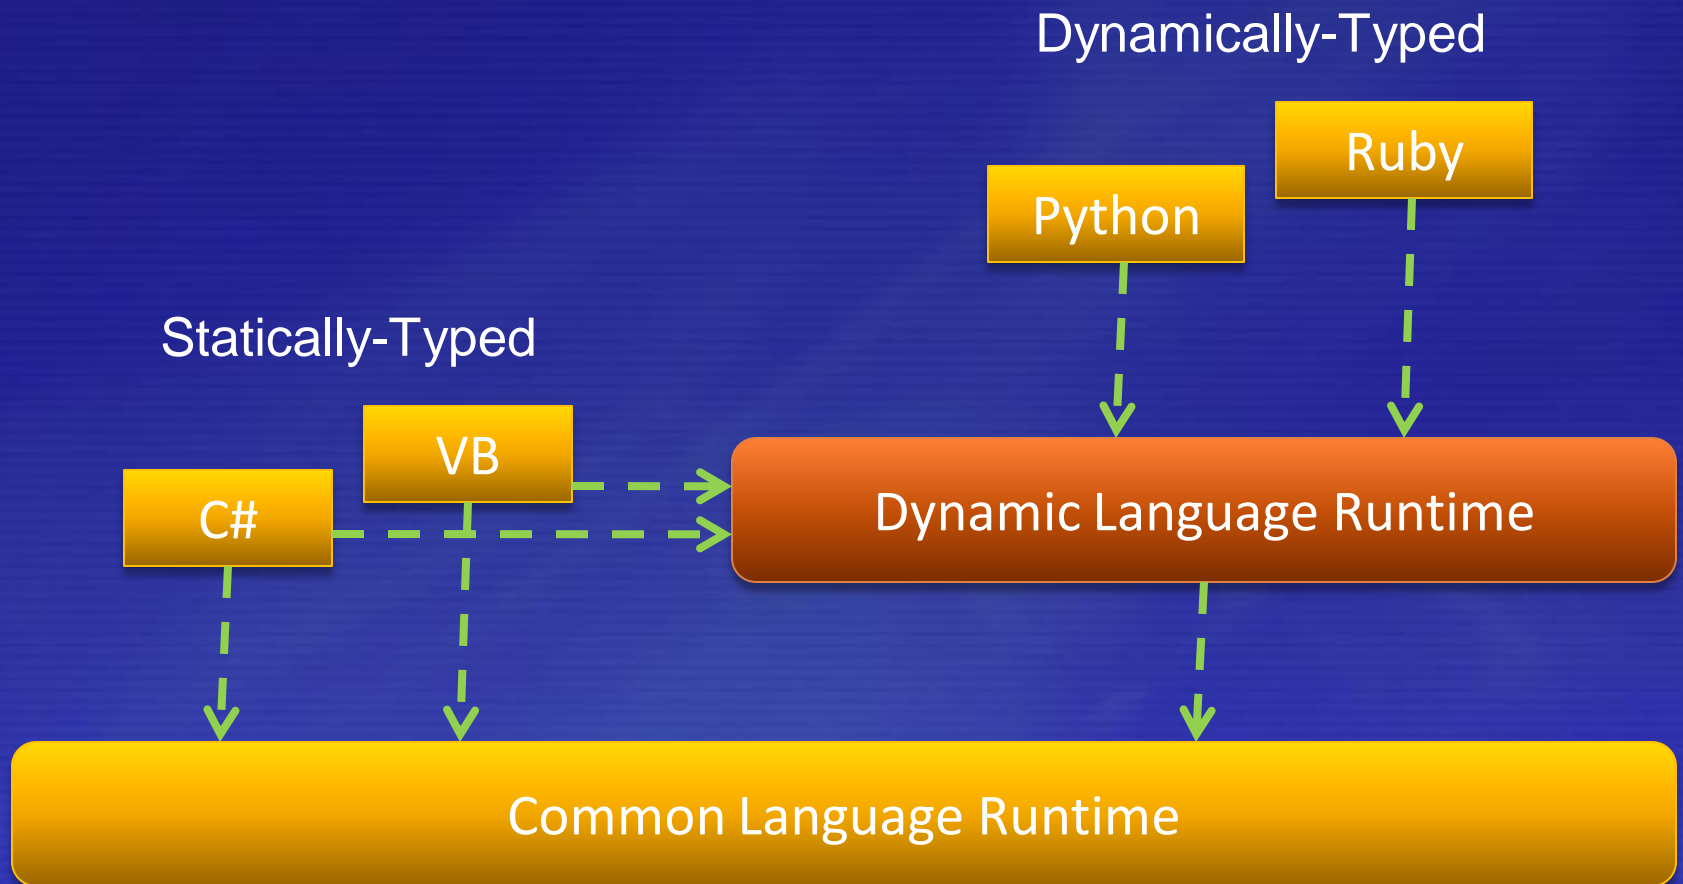 Dynamically-Typed
Ruby
Python
Statically-Typed
VB
C#
Dynamic Language Runtime
Common Language Runtime